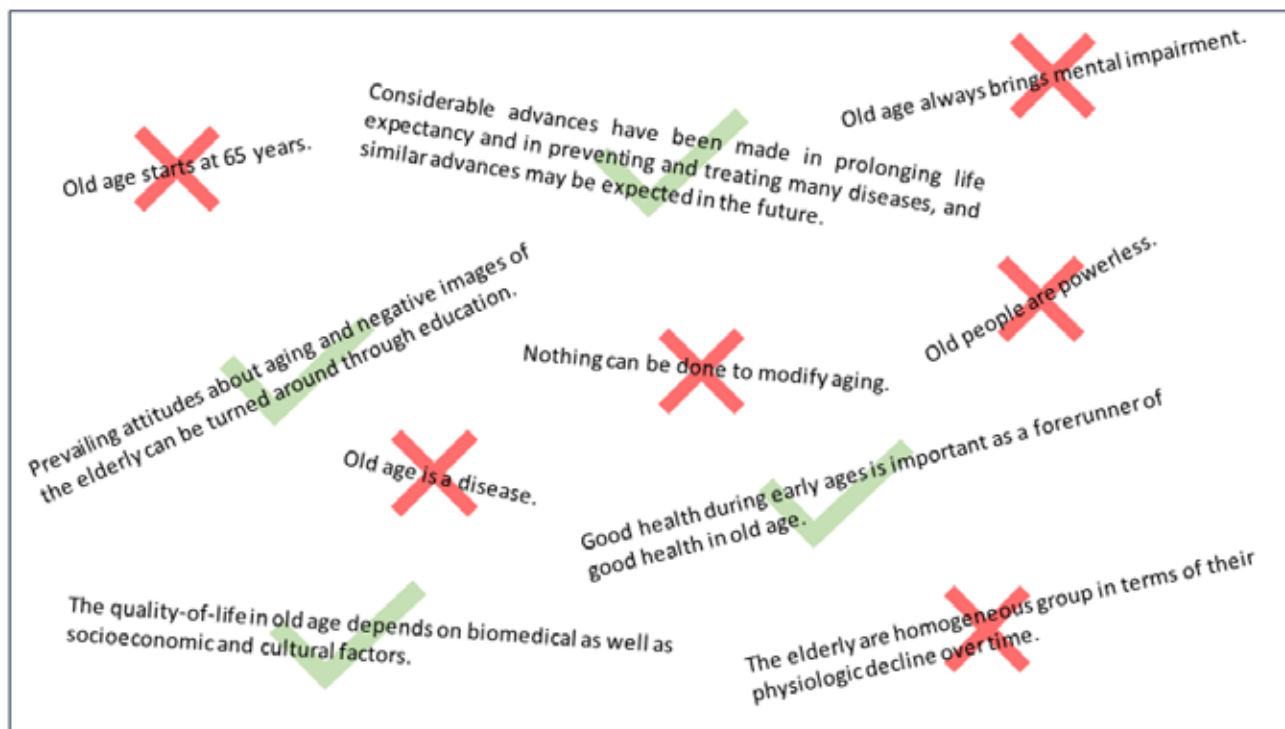 Old age always brings mental impairment.
Considerable advances have been made in prolonging life
expectancy and in preventing and treating many diseases, and
similar advances may be expected in the future.
Old age starts at 65 years.
Old people are powerless.
Prevailing attitudes about aging and negative images of
the elderly can be turned around through education.
Nothing can be done to modify aging.
Old age is a disease.
Good health during early ages is important as a forerunner of
good health in old age.
The quality-of-life in old age depends on biomedical as well as
socioeconomic and cultural factors.
The elderly are homogeneous group in terms of their
physiologic decline over time.